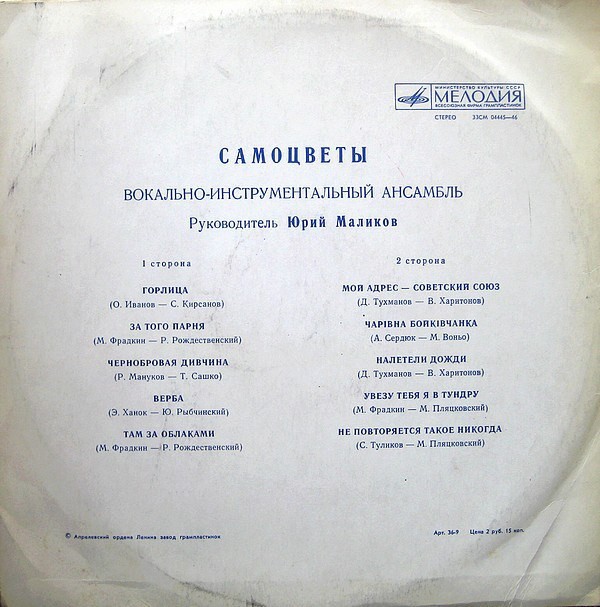 МИНИСТЕРСТВО КУЛЬТУРЫ СССР
МЕЛОДИЯ
ВСЕСОЮЗНАЯ ФИРМА ГРАМПЛАСТИНОК
СТЕРЕО 33СМ 04445—46
САМОЦВЕТЫ
ВОКАЛЬНО-ИНСТРУМЕНТАЛЬНЫЙ АНСАМБЛЬ
Руководитель Юрий Маликов
1 сторона
ГОРЛИЦА
(О. Иванов — С. Кирсанов)
ЗА ТОГО ПАРНЯ
(М. Фрадкин — Р. Рождественский)
ЧЕРНОБРОВАЯ ДИВЧИНА
(Р. Мануков — Т. Сашко)
ВЕРБА
(Э. Ханок — Ю. Рыбчинский)
ТАМ ЗА ОБЛАКАМИ
(М. Фрадкин — Р. Рождественский)
2 сторона
МОЙ АДРЕС — СОВЕТСКИЙ СОЮЗ
(Д. Тухманов — В. Харитонов)
ЧАРІВНА БОЙКІВЧАНКА
(А. Сердюк — М. Воньо)
НАЛЕТЕЛИ ДОЖДИ
(Д. Тухманов — В. Харитонов)
УВЕЗУ ТЕБЯ Я В ТУНДРУ
(М. Фрадкин — М. Пляцковский)
НЕ ПОВТОРЯЕТСЯ ТАКОЕ НИКОГДА
(С. Туликов — М. Пляцковский)
© Апрелевский ордена Ленина завод грампластинок
Арт. 36-9 Цена 2 руб. 15 коп.